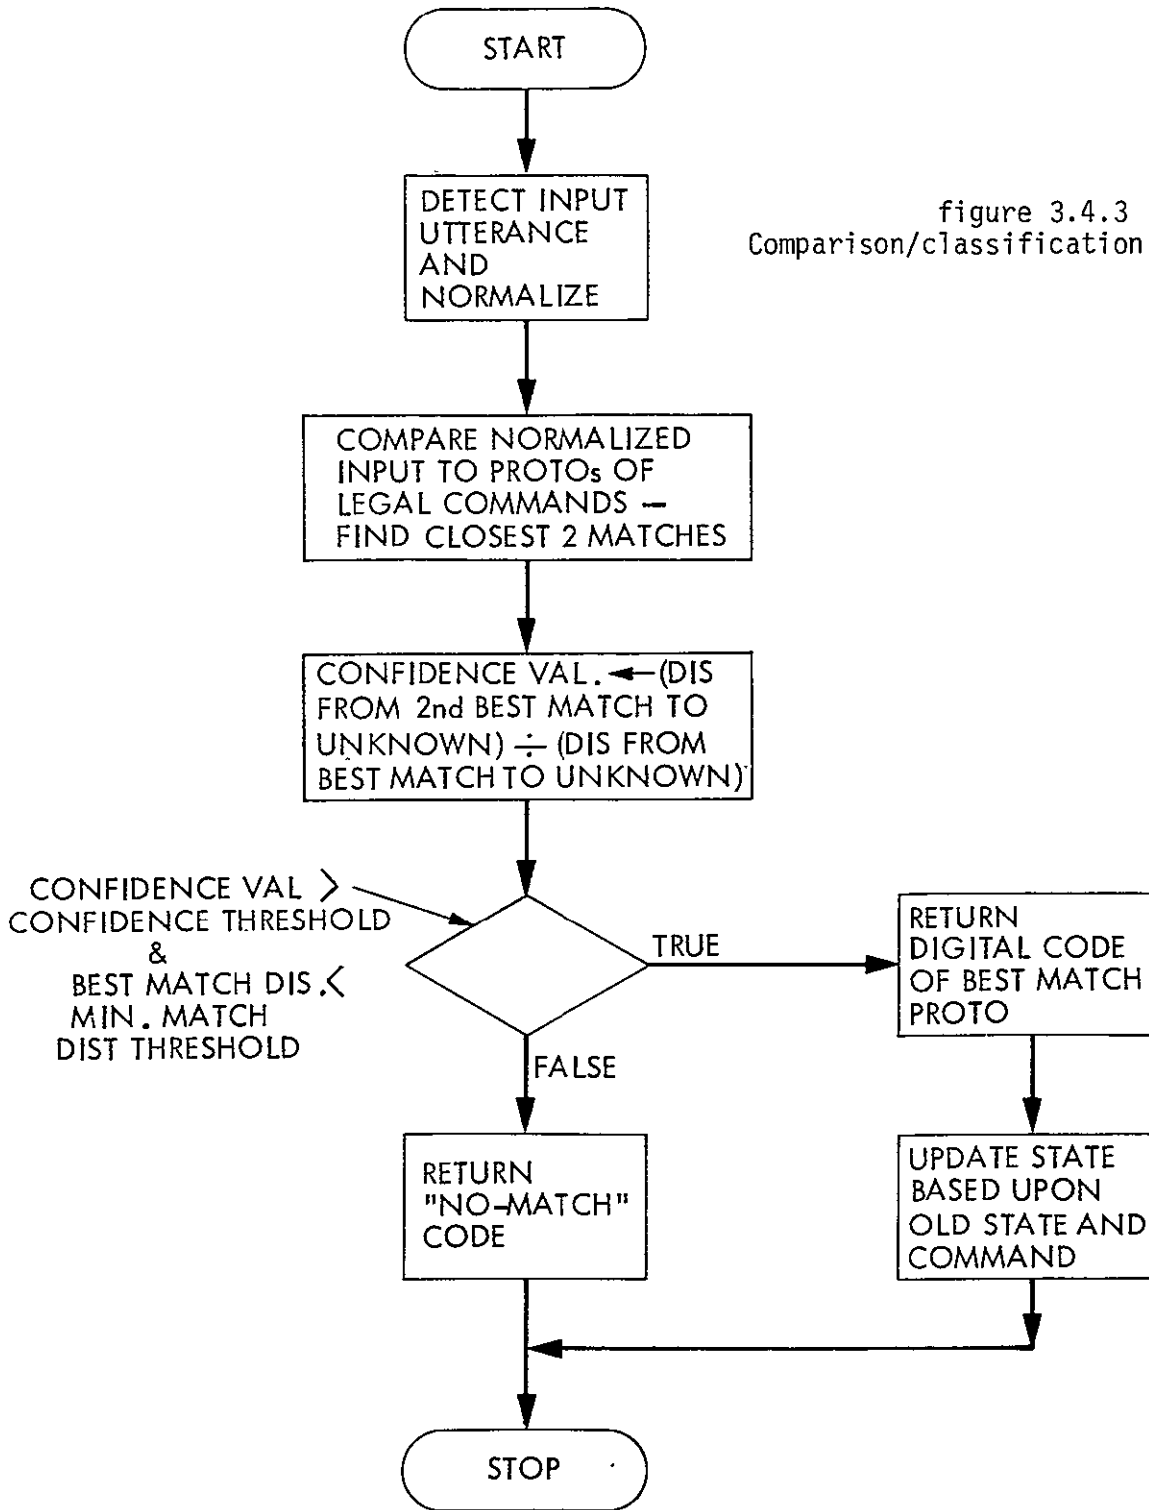 START
DETECT INPUT
UTTERANCE
AND
NORMALIZE
figure 3.4.3
Comparison/classification
COMPARE NORMALIZED
INPUT TO PROTOs OF
LEGAL COMMANDS —
FIND CLOSEST 2 MATCHES
CONFIDENCE VAL. ← (DIS
FROM 2nd BEST MATCH TO
UNKNOWN) ÷ (DIS FROM
BEST MATCH TO UNKNOWN)
CONFIDENCE VAL >
CONFIDENCE THRESHOLD
&
BEST MATCH DIS. <
MIN. MATCH
DIST THRESHOLD
TRUE
RETURN
DIGITAL CODE
OF BEST MATCH
PROTO
FALSE
RETURN
"NO-MATCH"
CODE
UPDATE STATE
BASED UPON
OLD STATE AND
COMMAND
STOP